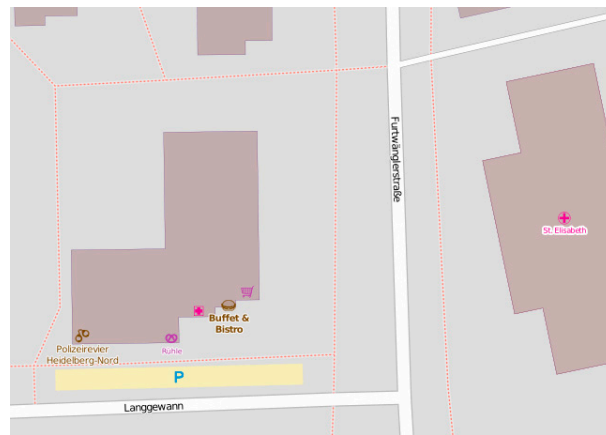 Furtwänglerstraße
St. Elisabeth
Buffet &
Bistro
Polizeirevier
Heidelberg-Nord
Ruhle
P
Langgewann